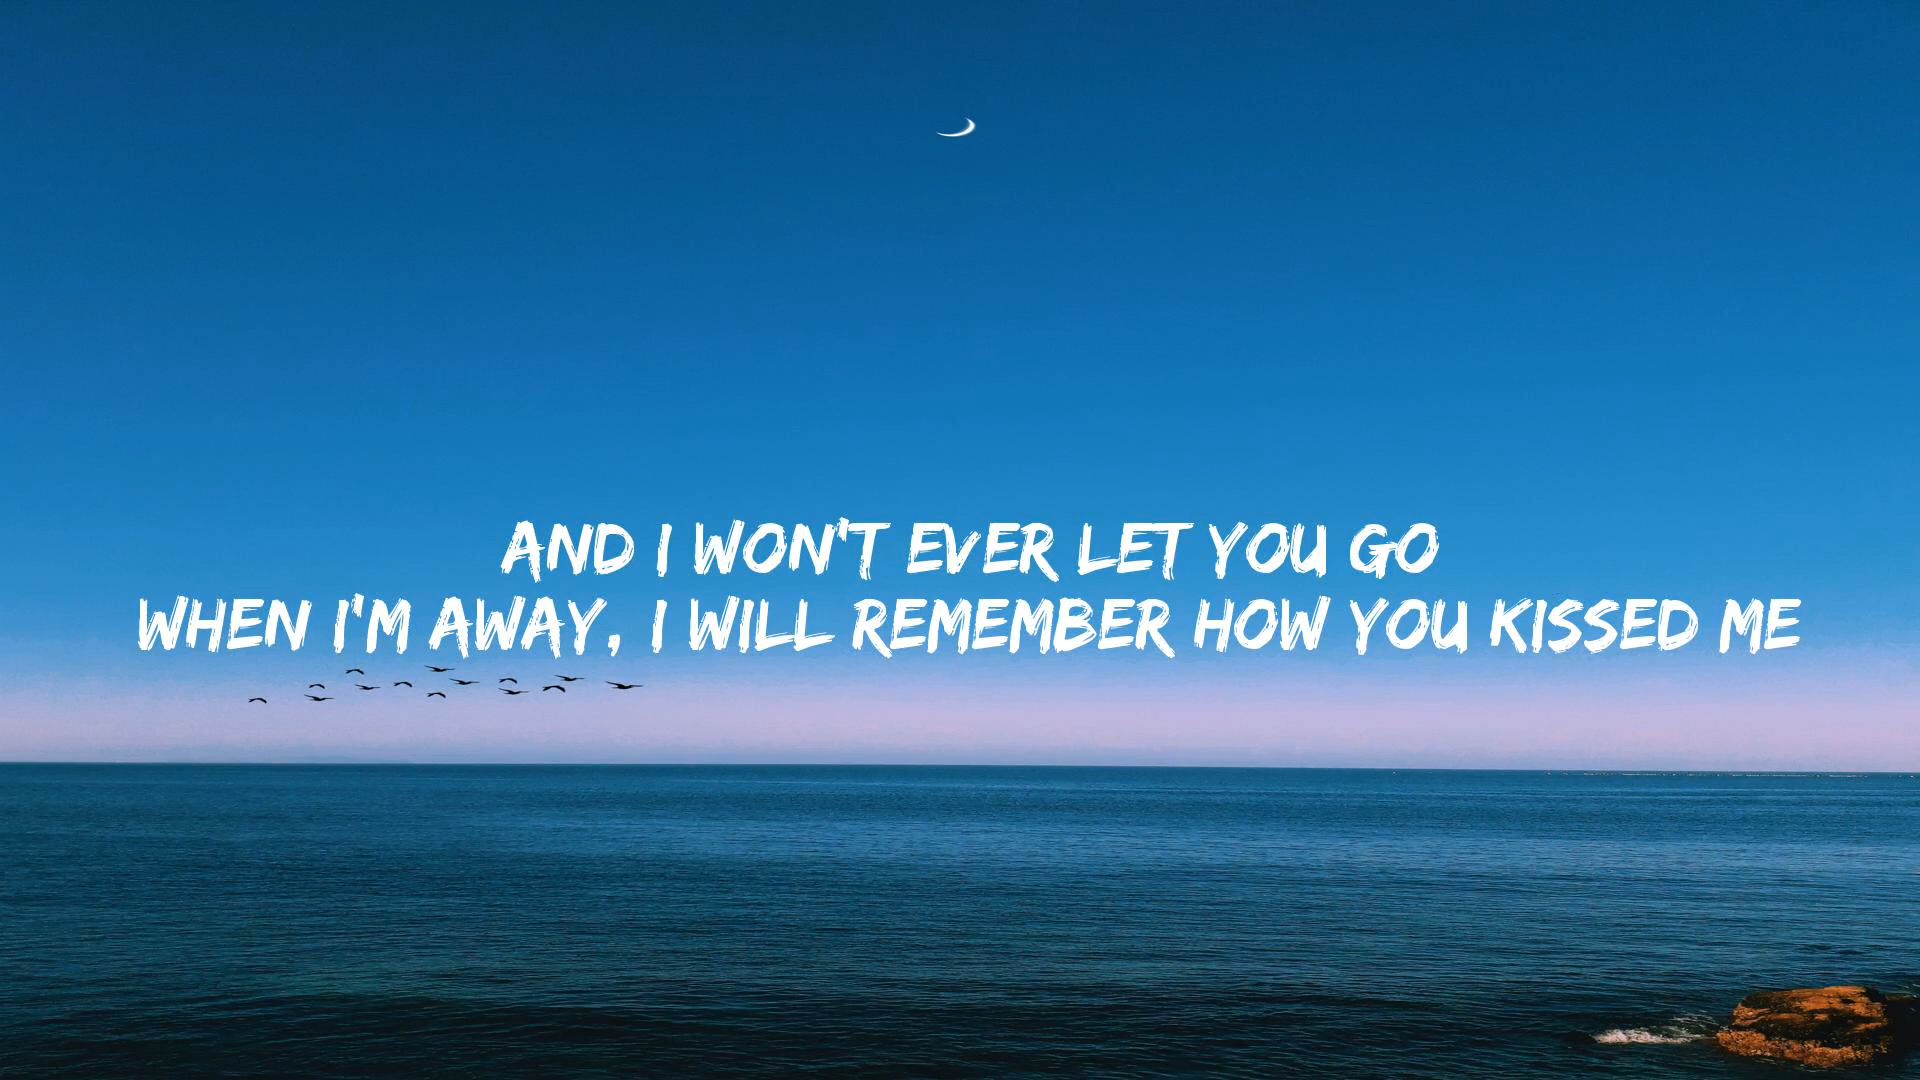 AND I WON'T EVER LET YOU GO
WHEN I'M AWAY, I WILL REMEMBER HOW YOU KISSED ME